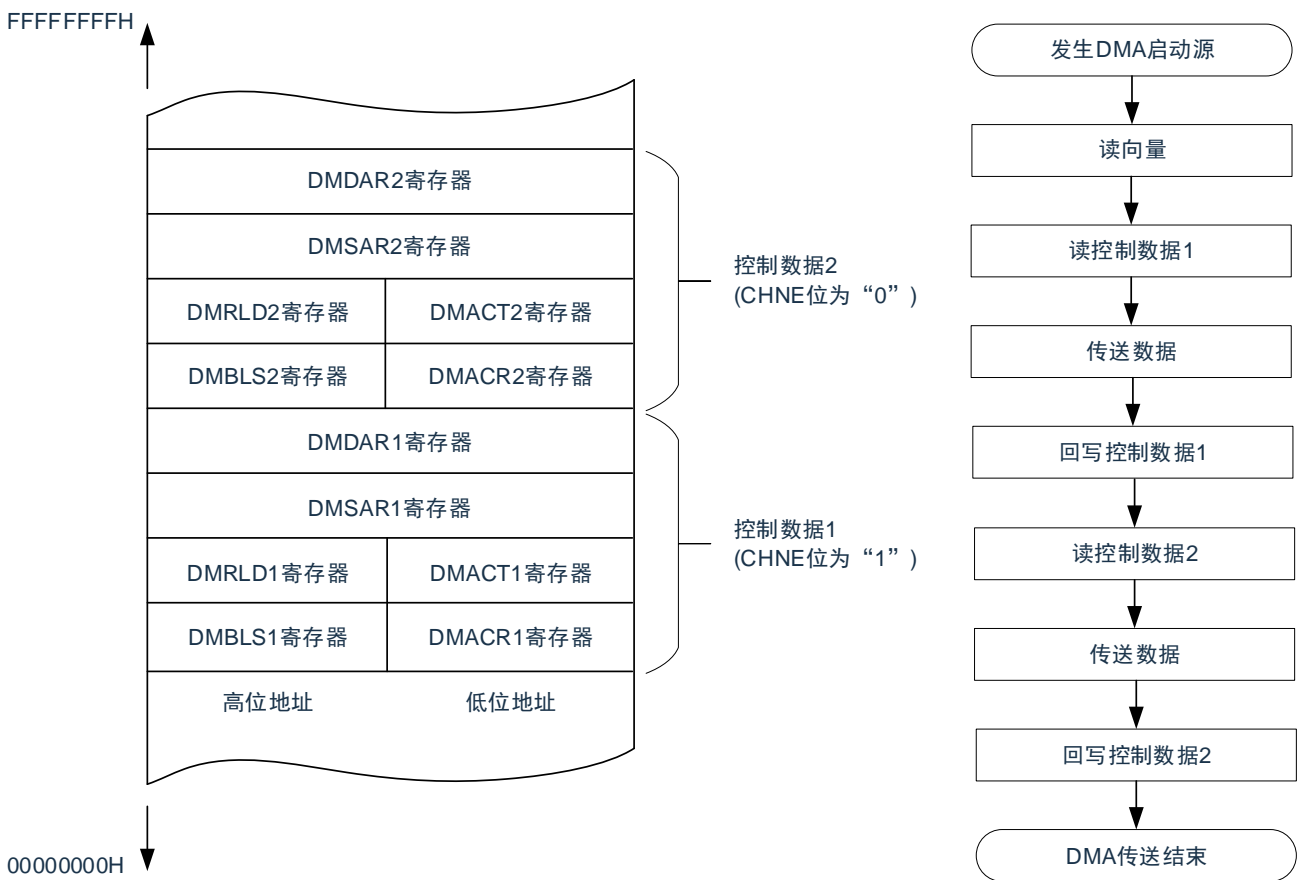 FFFFFFFFH
DMDAR2寄存器
DMSAR2寄存器
DMRLD2寄存器
DMACT2寄存器
DMBLS2寄存器
DMACR2寄存器
控制数据2
(CHNE位为“0”)
DMDAR1寄存器
DMSAR1寄存器
DMRLD1寄存器
DMACT1寄存器
DMBLS1寄存器
DMACR1寄存器
控制数据1
(CHNE位为“1”)
高位地址
低位地址
00000000H
发生DMA启动源
读向量
读控制数据1
传送数据
回写控制数据1
读控制数据2
传送数据
回写控制数据2
DMA传送结束